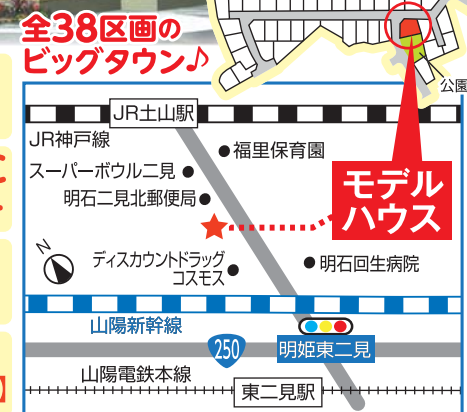 全38区画の
ビッグタウン♪
公園
JR土山駅
JR神戸線
福里保育園
スーパーボウル二見
明石二見北郵便局
モデル
ハウス
N
ディスカウントドラッグ
コスモス
明石回生病院
山陽新幹線
250
明姫東二見
山陽電鉄本線
東二見駅